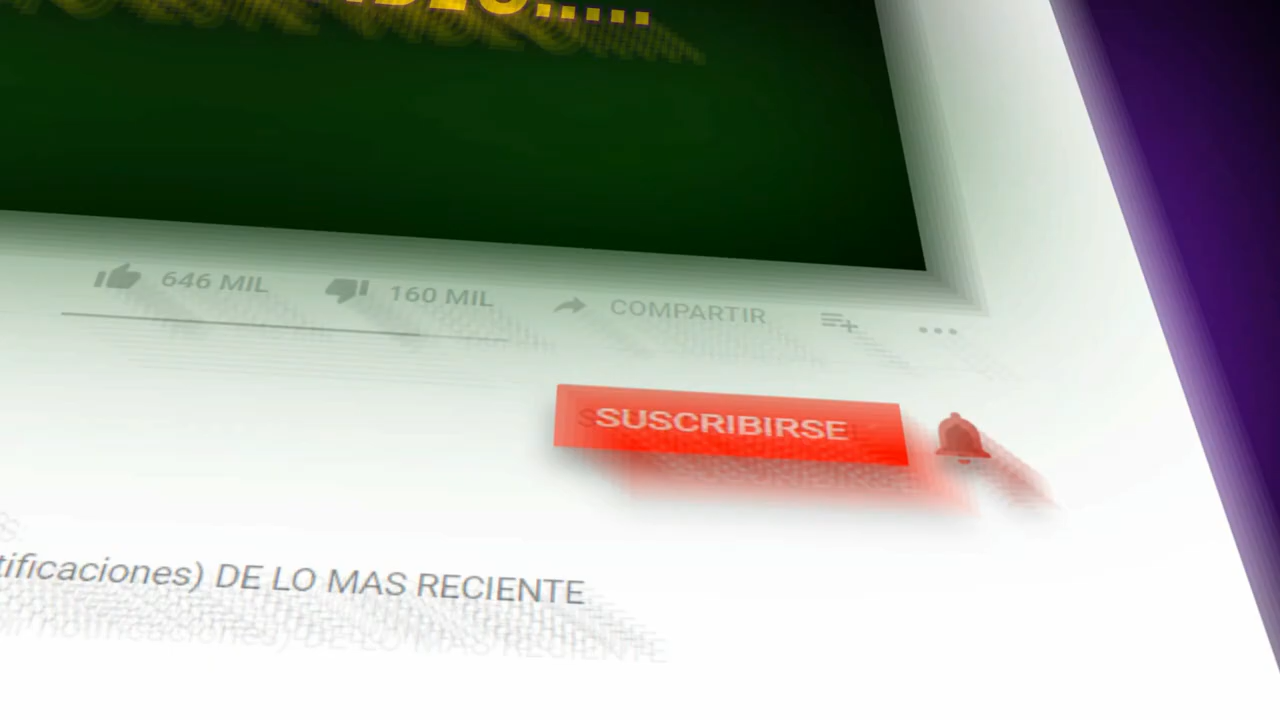 646 MIL 160 MIL COMPARTIR
SUSCRIBIRSE
tificaciones) DE LO MAS RECIENTE